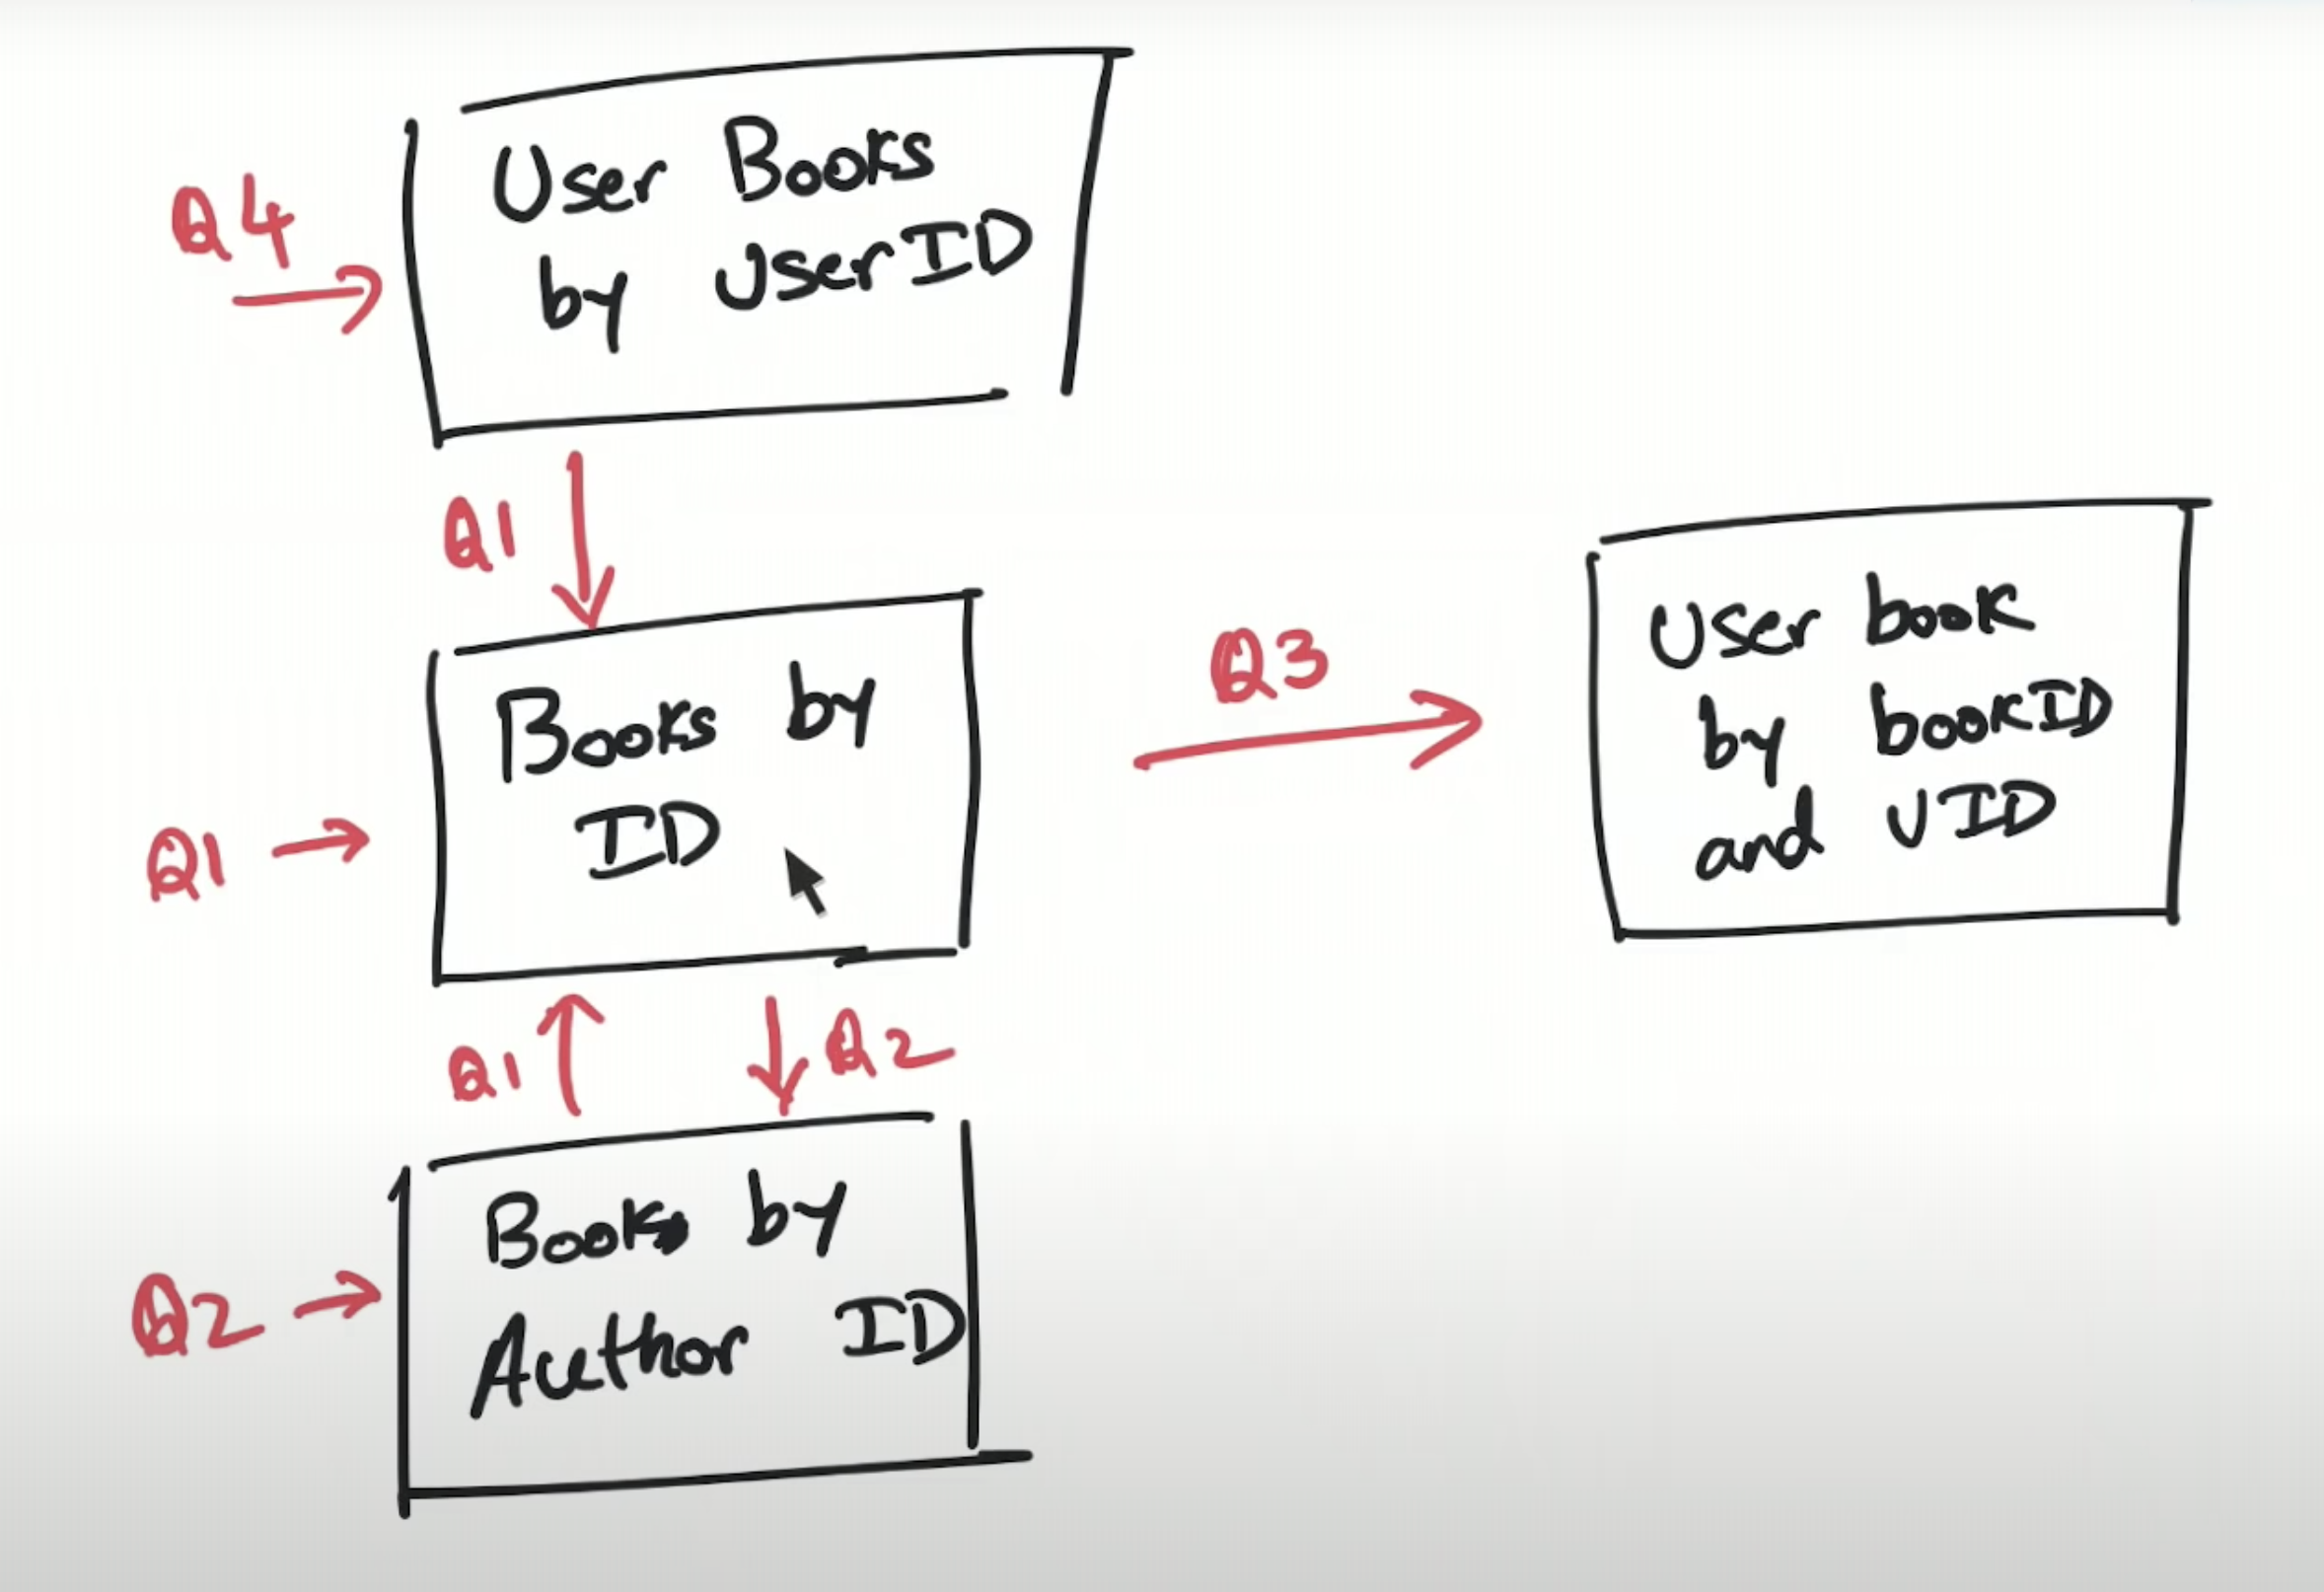 User Books
by UserID
Q4
Q1
Books by
ID
Q1
Q3
User book
by bookID
and UID
Q1
Q2
Books by
Author ID
Q2